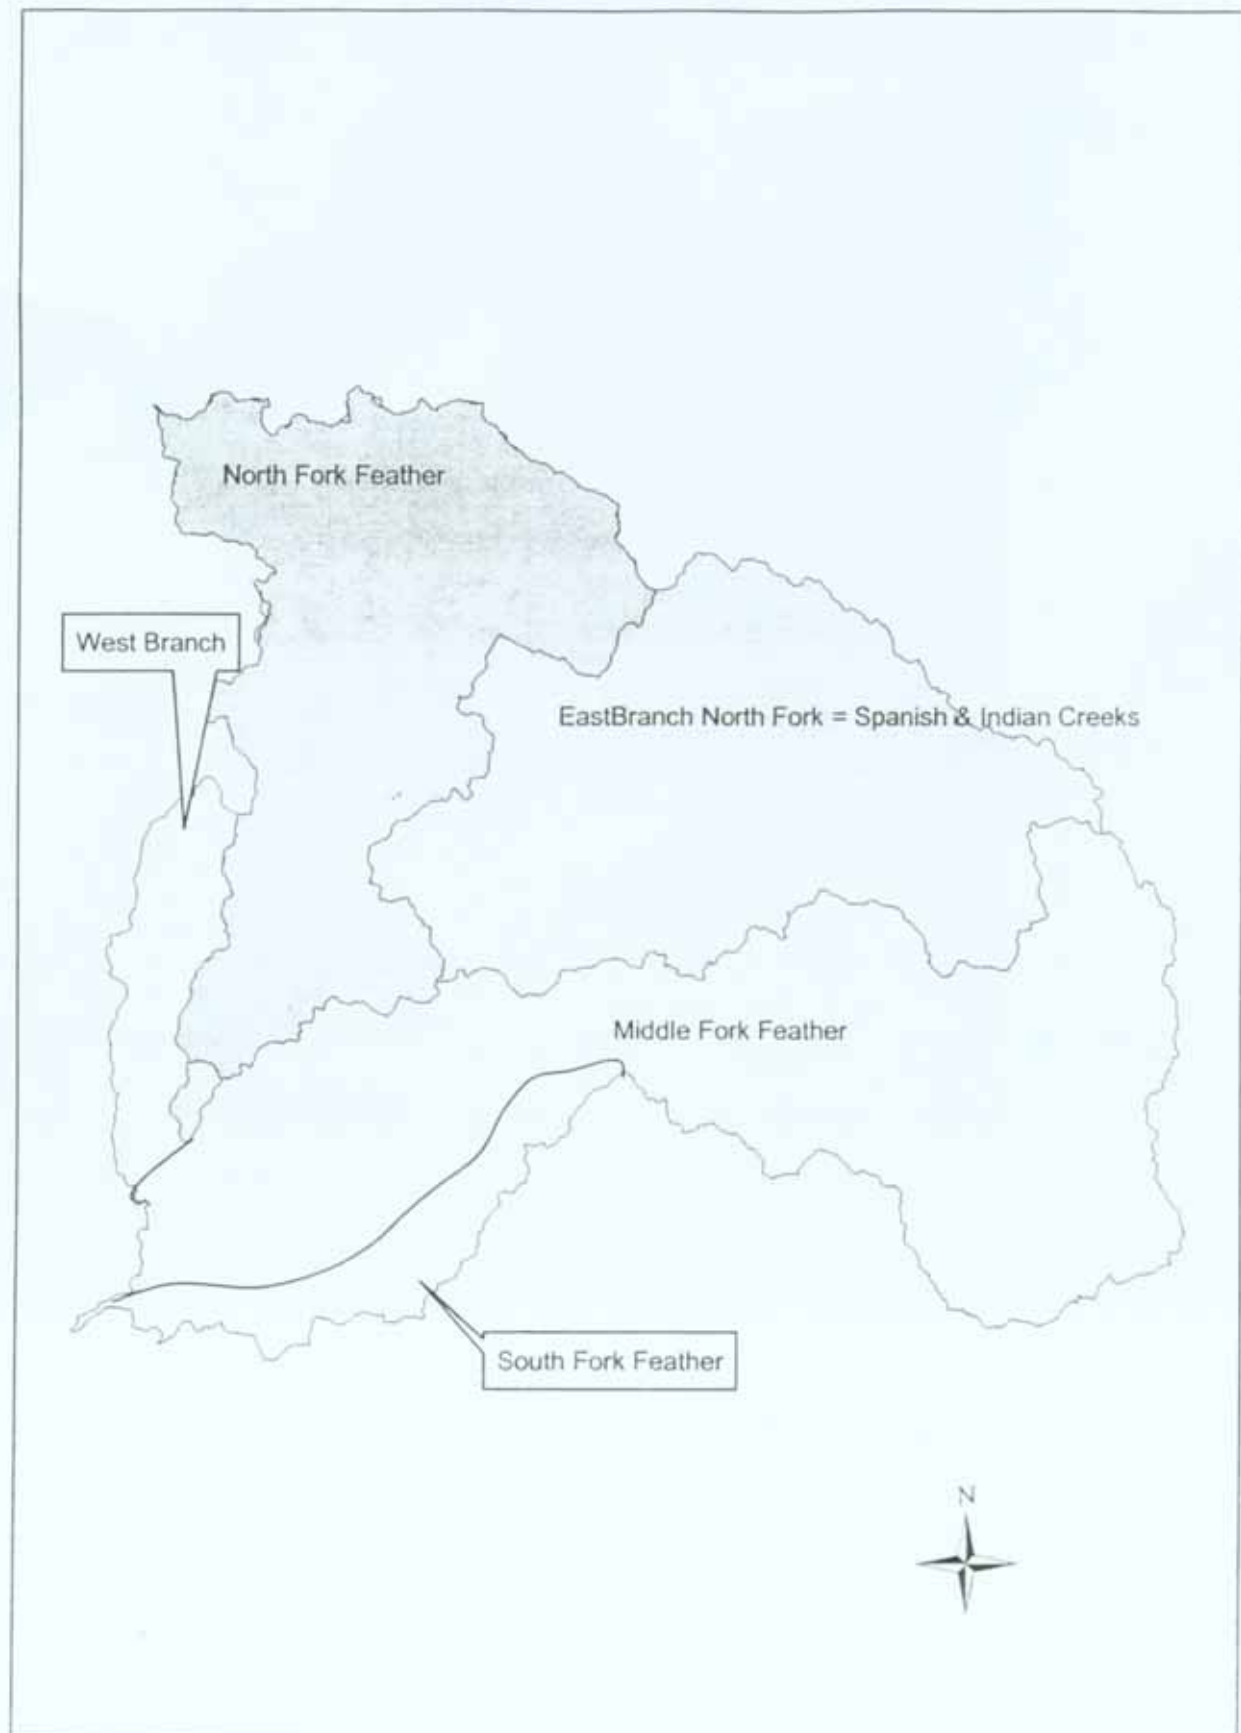 North Fork Feather
West Branch
EastBranch North Fork = Spanish & Indian Creeks
Middle Fork Feather
South Fork Feather
N